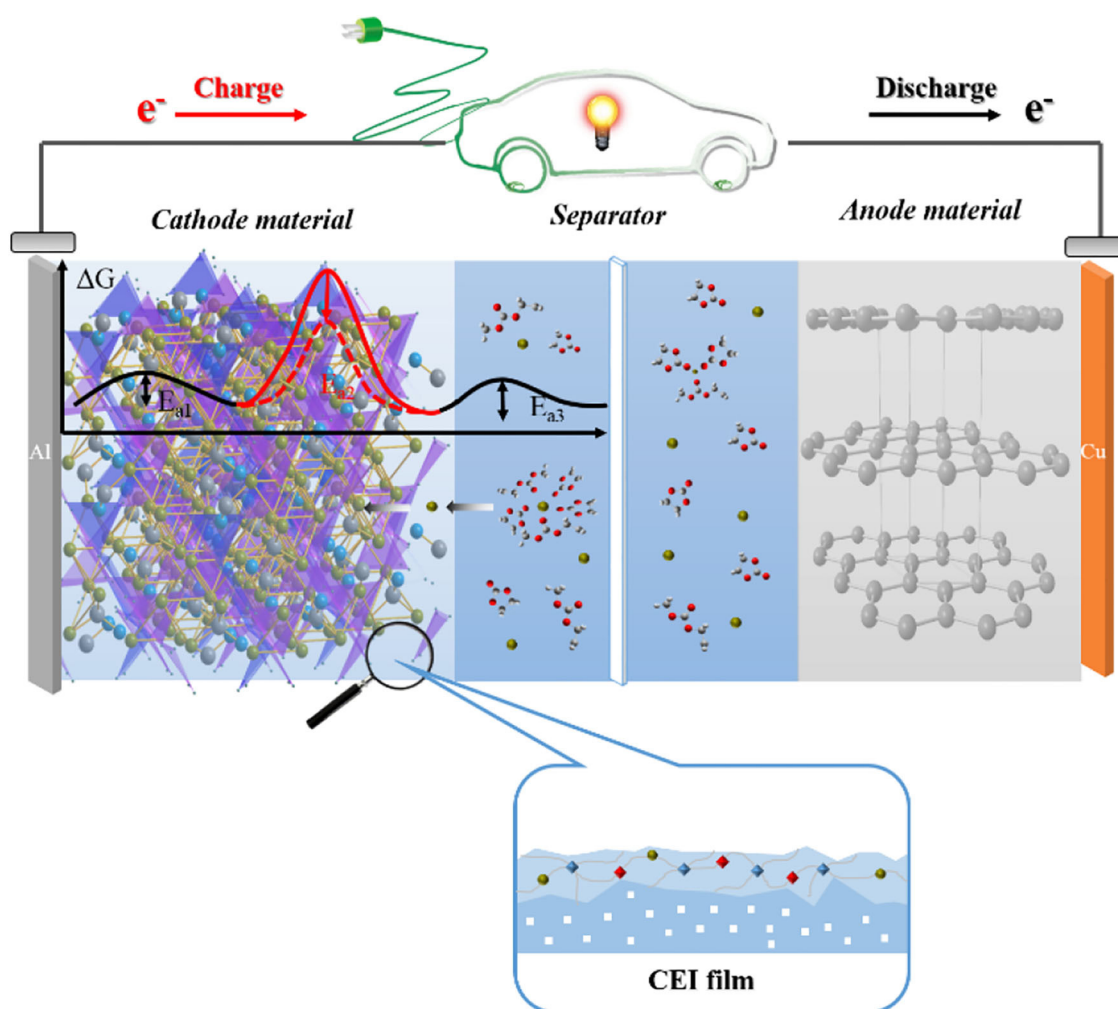 Charge
e⁻
Discharge
e⁻
Cathode material
Separator
Anode material
ΔG
Eₐ₁
Eₐ₂
Eₐ₃
Al
Cu
CEI film